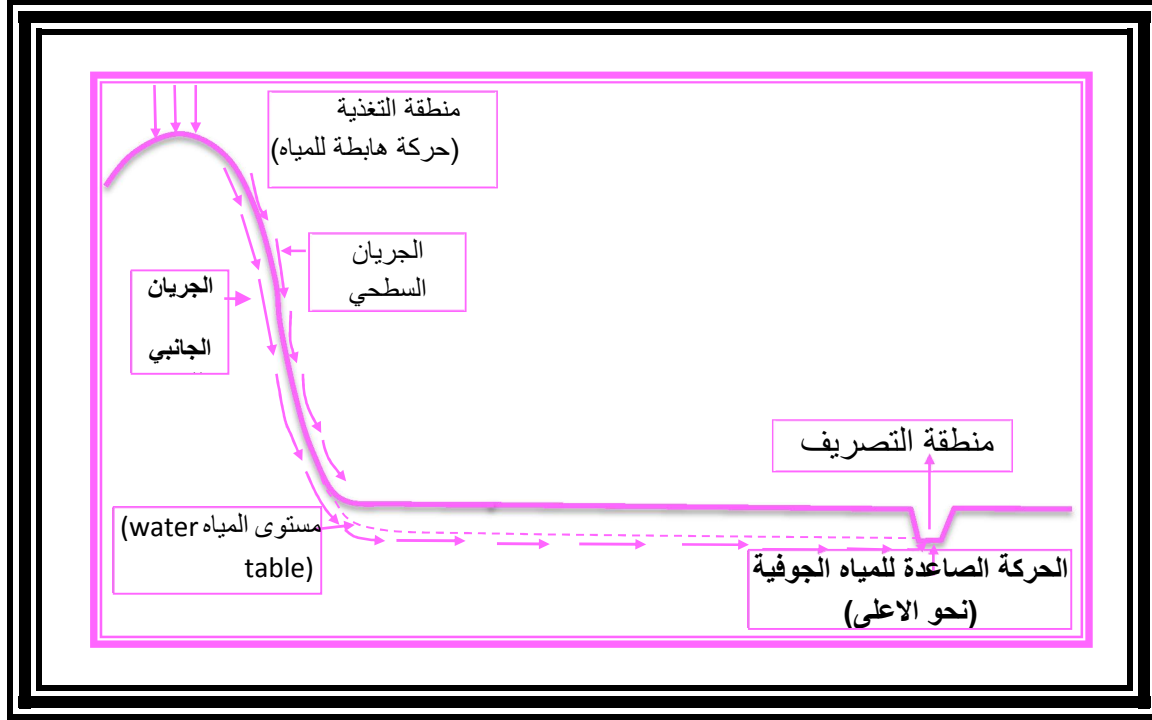 منطقة التغذية
(حركة هابطة للمياه)
الجريان
السطحي
الجريان
الجانبي
منطقة التصريف
مستوى المياه water)
table)
الحركة الصاعدة للمياه الجوفية
(نحو الاعلى)